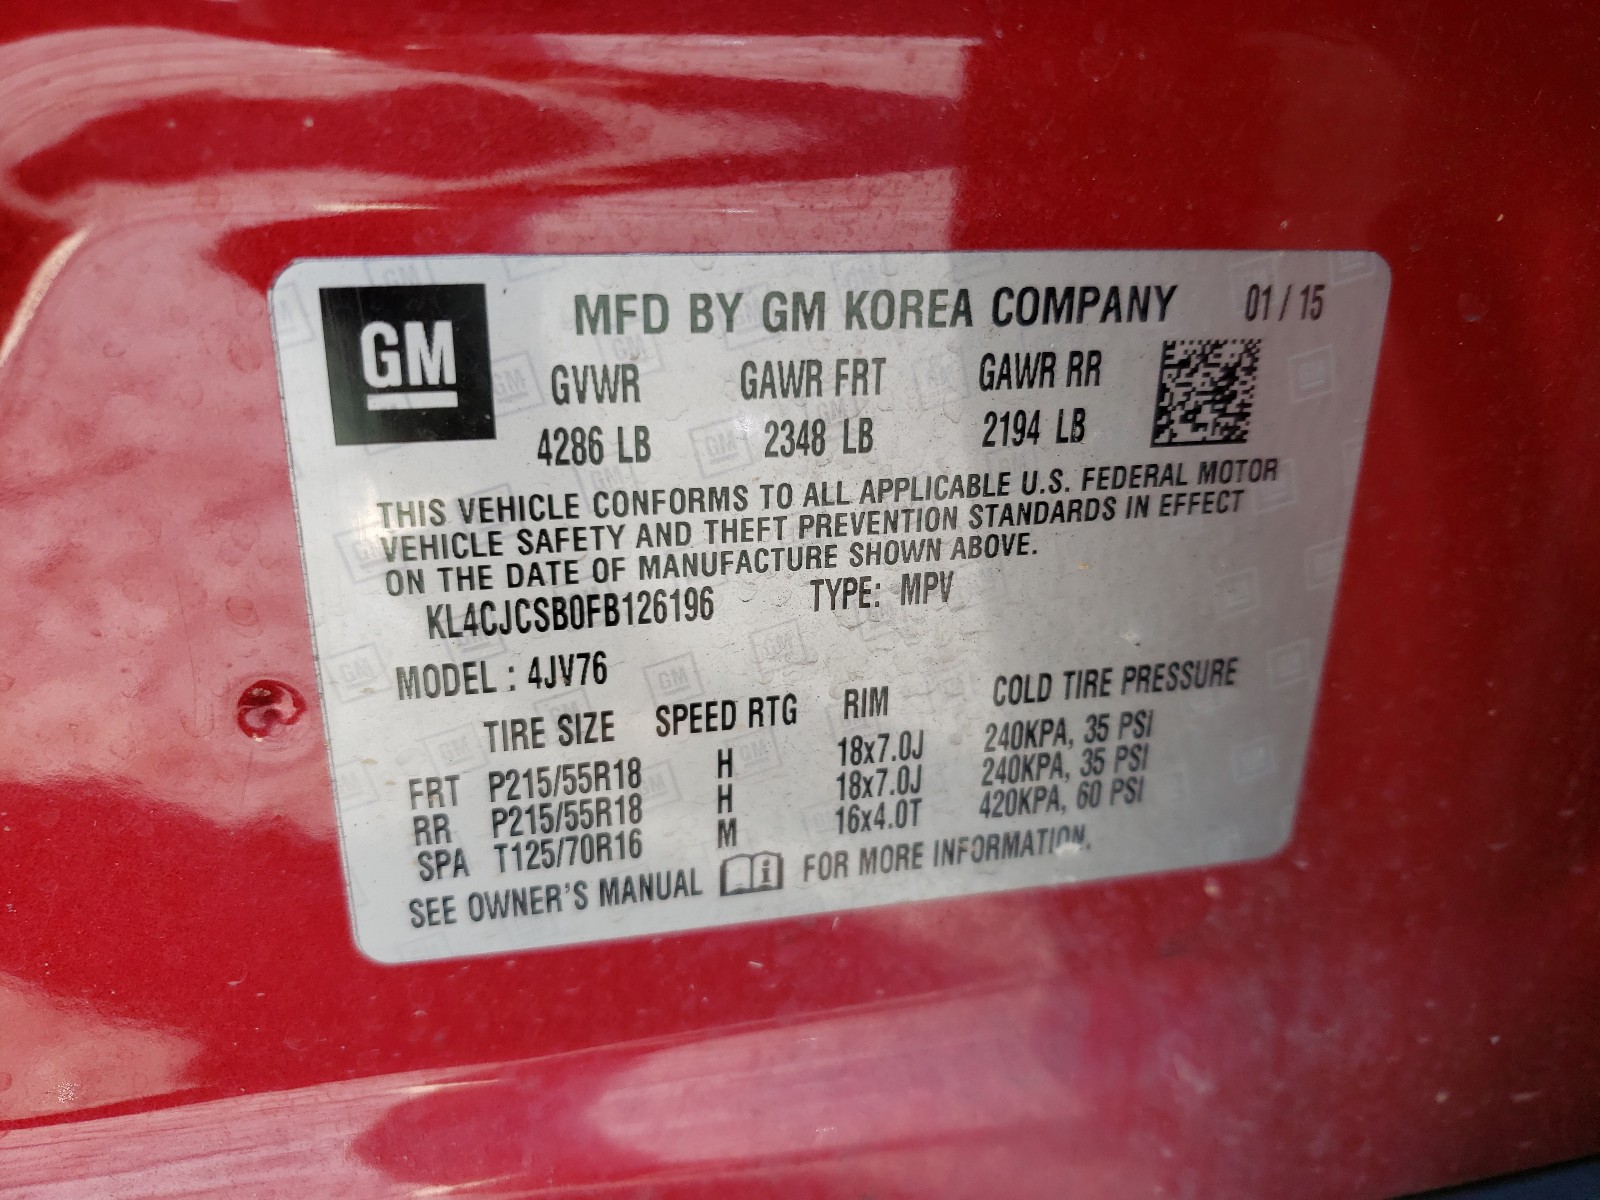 GM
MFD BY GM KOREA COMPANY 01 / 15
GVWR GAWR FRT GAWR RR
4286 LB 2348 LB 2194 LB
THIS VEHICLE CONFORMS TO ALL APPLICABLE U.S. FEDERAL MOTOR
VEHICLE SAFETY AND THEFT PREVENTION STANDARDS IN EFFECT
ON THE DATE OF MANUFACTURE SHOWN ABOVE.
KL4CJCSB0FB126196 TYPE: MPV
MODEL : 4JV76
TIRE SIZE SPEED RTG RIM COLD TIRE PRESSURE
FRT P215/55R18 H 18x7.0J 240KPA, 35 PSI
RR P215/55R18 H 18x7.0J 240KPA, 35 PSI
SPA T125/70R16 M 16x4.0T 420KPA, 60 PSI
SEE OWNER'S MANUAL FOR MORE INFORMATION.